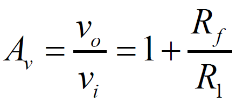 A_v = v_o / v_i = 1 + R_f / R_1